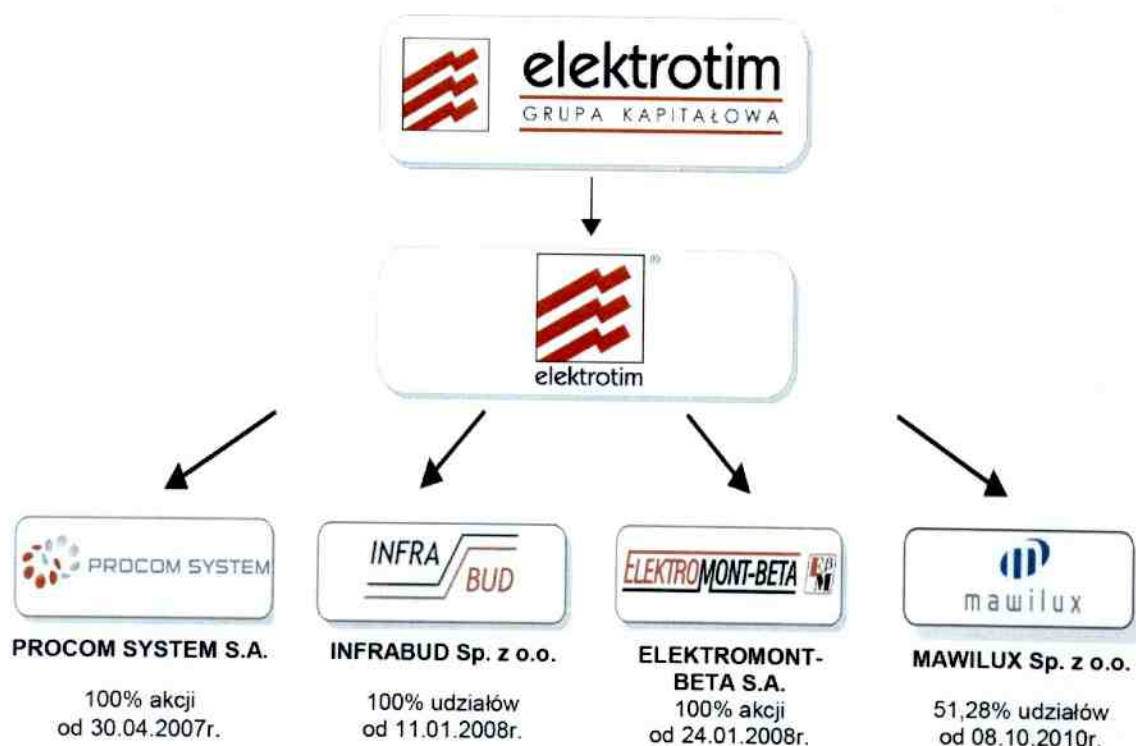 elektrotim
GRUPA KAPITAŁOWA
®
elektrotim
PROCOM SYSTEM
INFRA
BUD
ELEKTROMONT-BETA
EβM
mawilux
PROCOM SYSTEM S.A.
100% akcji
od 30.04.2007r.
INFRABUD Sp. z o.o.
100% udziałów
od 11.01.2008r.
ELEKTROMONT-
BETA S.A.
100% akcji
od 24.01.2008r.
MAWILUX Sp. z o.o.
51,28% udziałów
od 08.10.2010r.